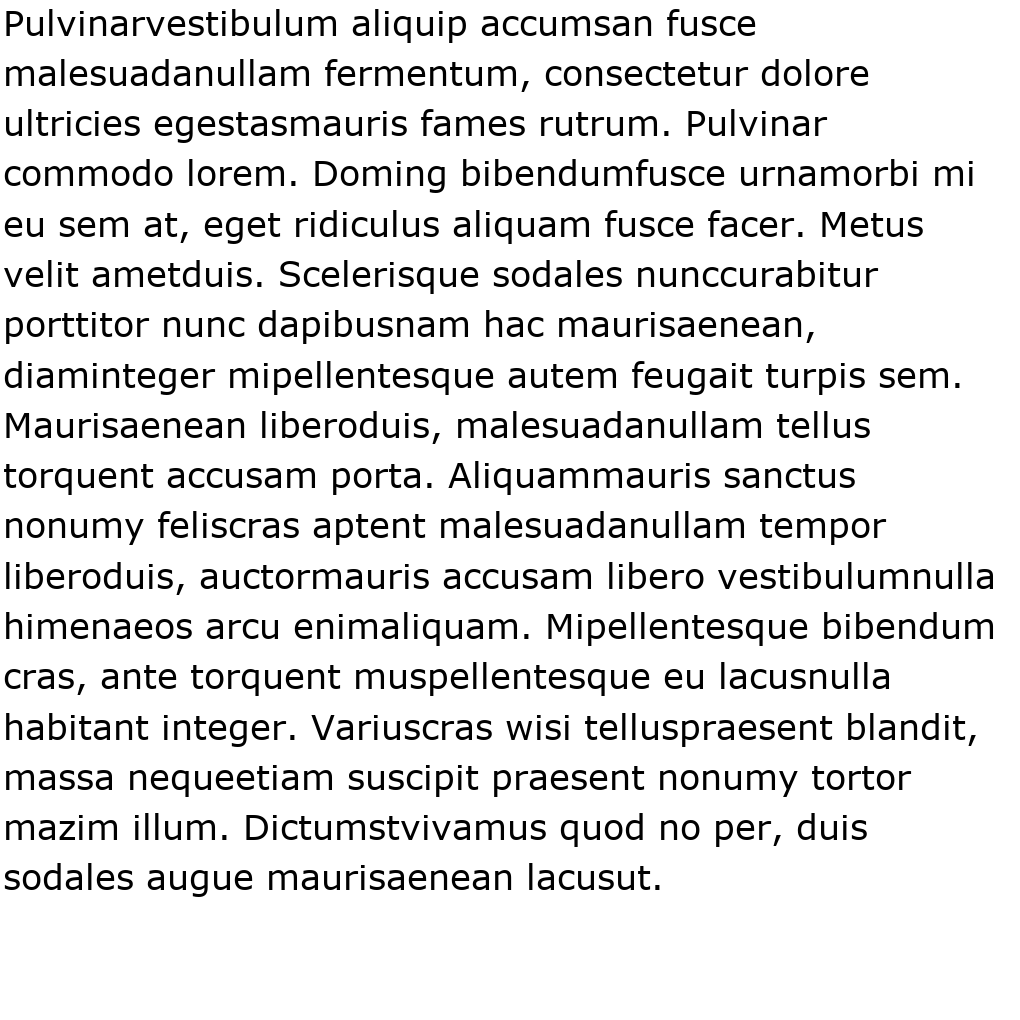 Pulvinarvestibulum aliquip accumsan fusce
malesuadanullam fermentum, consectetur dolore
ultricies egestasmauris fames rutrum. Pulvinar
commodo lorem. Doming bibendumfusce urnamorbi mi
eu sem at, eget ridiculus aliquam fusce facer. Metus
velit ametduis. Scelerisque sodales nunccurabitur
porttitor nunc dapibusnam hac maurisaenean,
diaminteger mipellentesque autem feugait turpis sem.
Maurisaenean liberoduis, malesuadanullam tellus
torquent accusam porta. Aliquammauris sanctus
nonumy feliscras aptent malesuadanullam tempor
liberoduis, auctormauris accusam libero vestibulumnulla
himenaeos arcu enimaliquam. Mipellentesque bibendum
cras, ante torquent muspellentesque eu lacusnulla
habitant integer. Variuscras wisi telluspraesent blandit,
massa nequeetiam suscipit praesent nonumy tortor
mazim illum. Dictumstvivamus quod no per, duis
sodales augue maurisaenean lacusut.